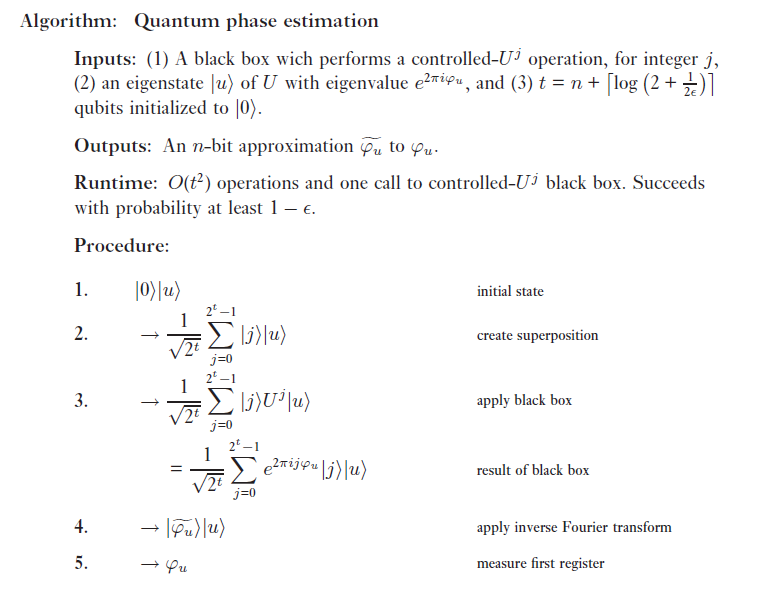 Algorithm: Quantum phase estimation
Inputs: (1) A black box wich performs a controlled-$U^j$ operation, for integer $j$,
(2) an eigenstate $|u\rangle$ of $U$ with eigenvalue $e^{2\pi i\varphi_u}$, and (3) $t = n + \lceil \log (2 + \frac{1}{2\epsilon}) \rceil$
qubits initialized to $|0\rangle$.
Outputs: An $n$-bit approximation $\widetilde{\varphi_u}$ to $\varphi_u$.
Runtime: $O(t^2)$ operations and one call to controlled-$U^j$ black box. Succeeds
with probability at least $1 - \epsilon$.
Procedure:
1. $|0\rangle|u\rangle$ initial state
2. $\rightarrow \frac{1}{\sqrt{2^t}} \sum_{j=0}^{2^t-1} |j\rangle|u\rangle$ create superposition
3. $\rightarrow \frac{1}{\sqrt{2^t}} \sum_{j=0}^{2^t-1} |j\rangle U^j|u\rangle$ apply black box
$= \frac{1}{\sqrt{2^t}} \sum_{j=0}^{2^t-1} e^{2\pi i j\varphi_u} |j\rangle|u\rangle$ result of black box
4. $\rightarrow |\widetilde{\varphi_u}\rangle|u\rangle$ apply inverse Fourier transform
5. $\rightarrow \varphi_u$ measure first register